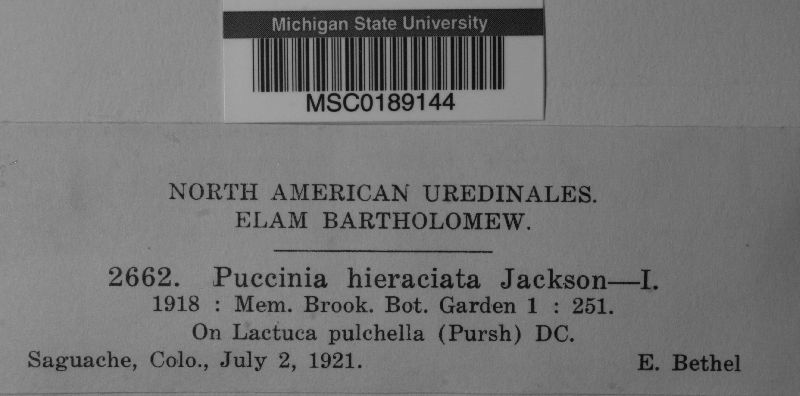 Michigan State University
MSC0189144
NORTH AMERICAN UREDINALES.
ELAM BARTHOLOMEW.
2662. Puccinia hieraciata Jackson—I.
1918 : Mem. Brook. Bot. Garden 1 : 251.
On Lactuca pulchella (Pursh) DC.
Saguache, Colo., July 2, 1921. E. Bethel